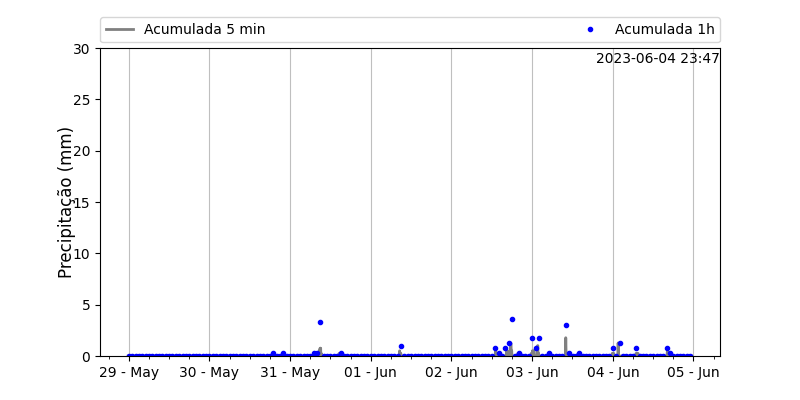 Acumulada 5 min
Acumulada 1h
2023-06-04 23:47
Precipitação (mm)
30
25
20
15
10
5
0
29 - May
30 - May
31 - May
01 - Jun
02 - Jun
03 - Jun
04 - Jun
05 - Jun